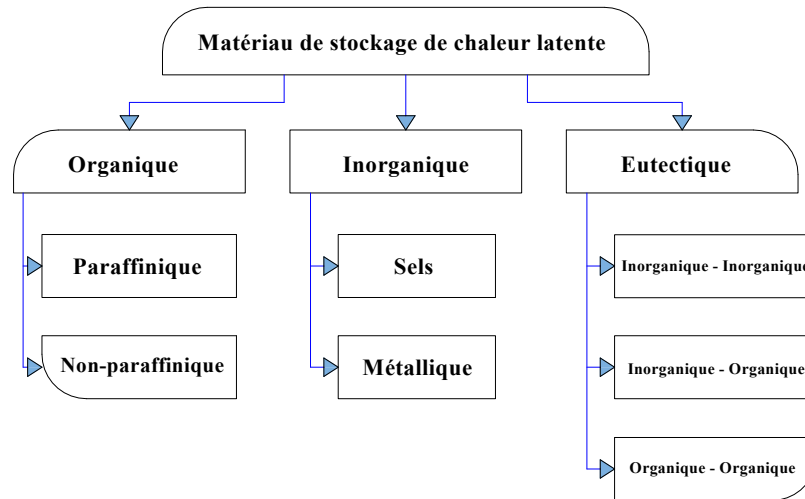 Matériau de stockage de chaleur latente
Organique
Inorganique
Eutectique
Paraffinique
Sels
Inorganique - Inorganique
Non-paraffinique
Métallique
Inorganique - Organique
Organique - Organique